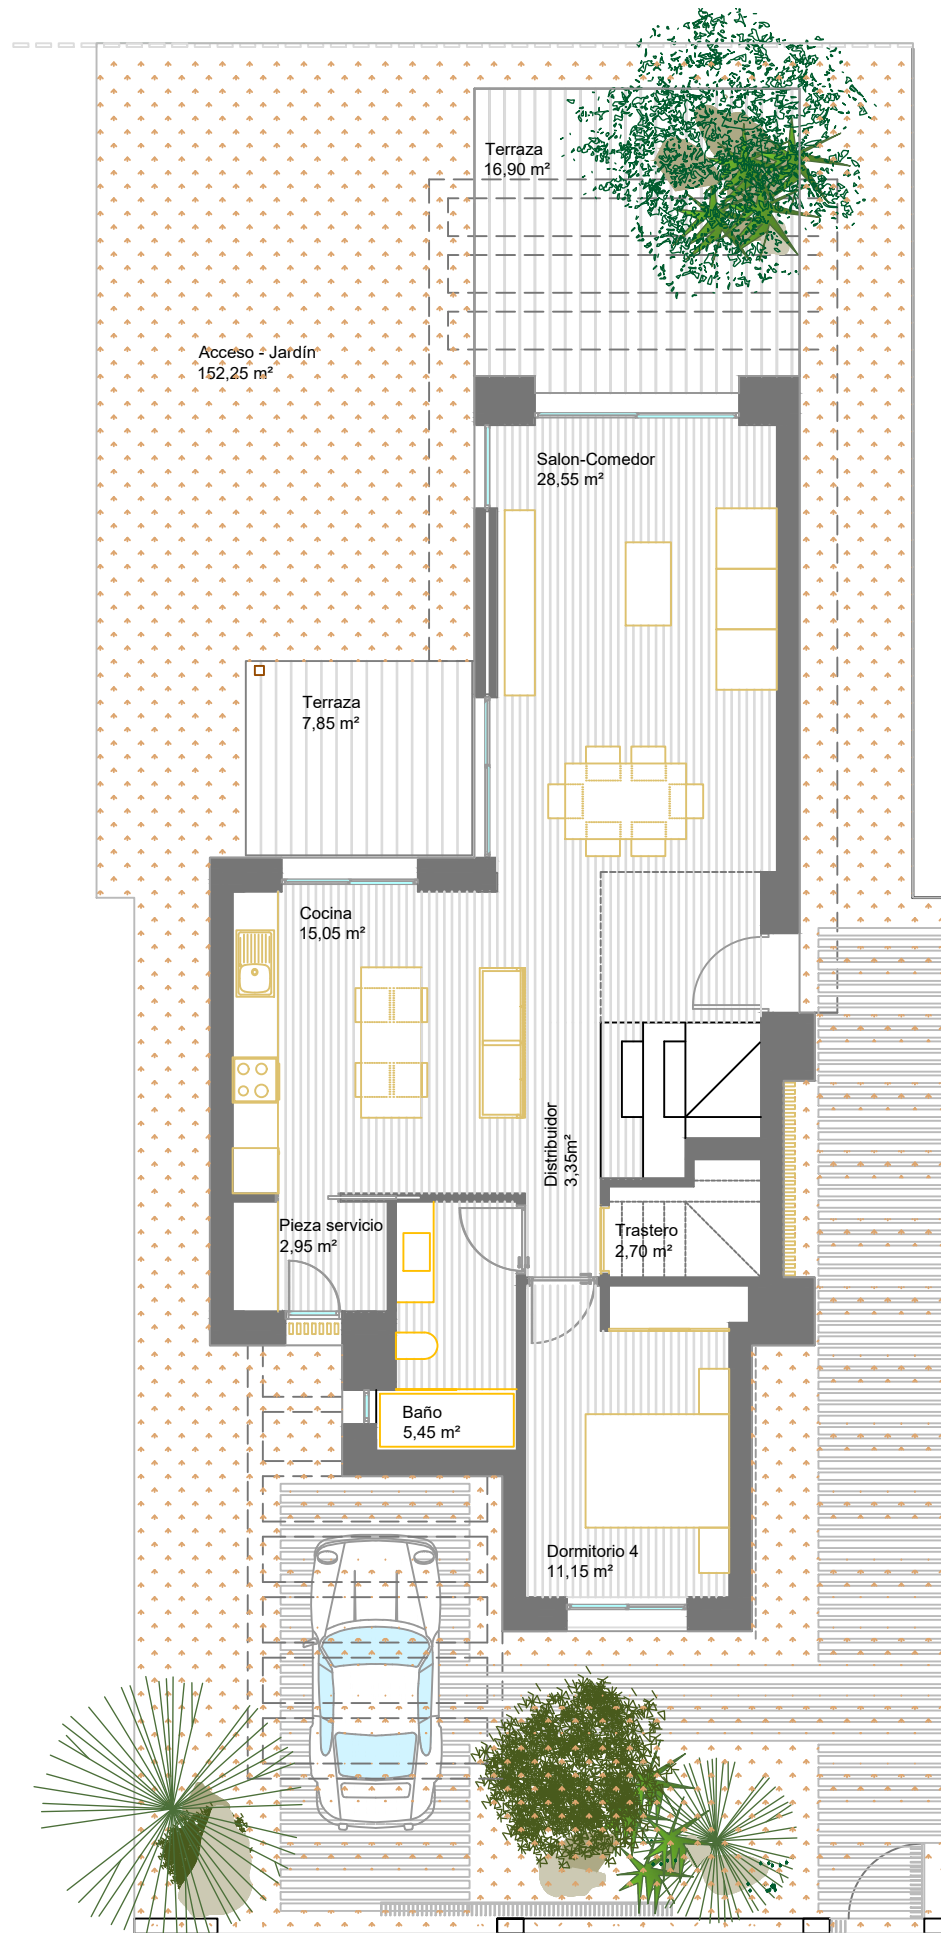 Terraza
16,90 m²
Acceso - Jardín
152,25 m²
Salon-Comedor
28,55 m²
Terraza
7,85 m²
Cocina
15,05 m²
Distribuidor
3,35m²
Pieza servicio
2,95 m²
Trastero
2,70 m²
Baño
5,45 m²
Dormitorio 4
11,15 m²